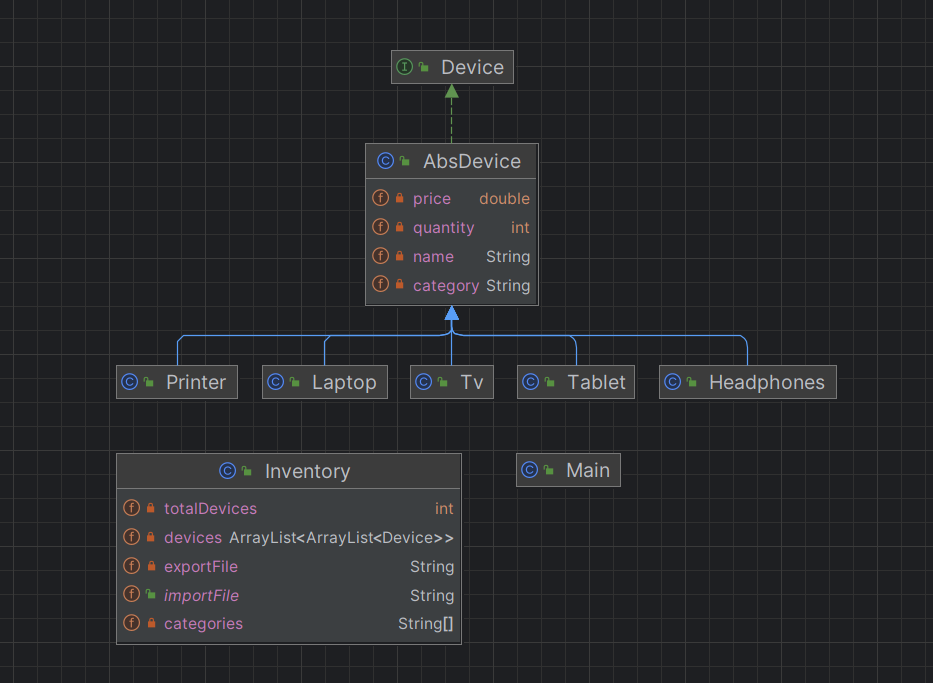 I Device
C AbsDevice
f price double
f quantity int
f name String
f category String
C Printer
C Laptop
C Tv
C Tablet
C Headphones
C Inventory
f totalDevices int
f devices ArrayList<ArrayList<Device>>
f exportFile String
f importFile String
f categories String[]
C Main